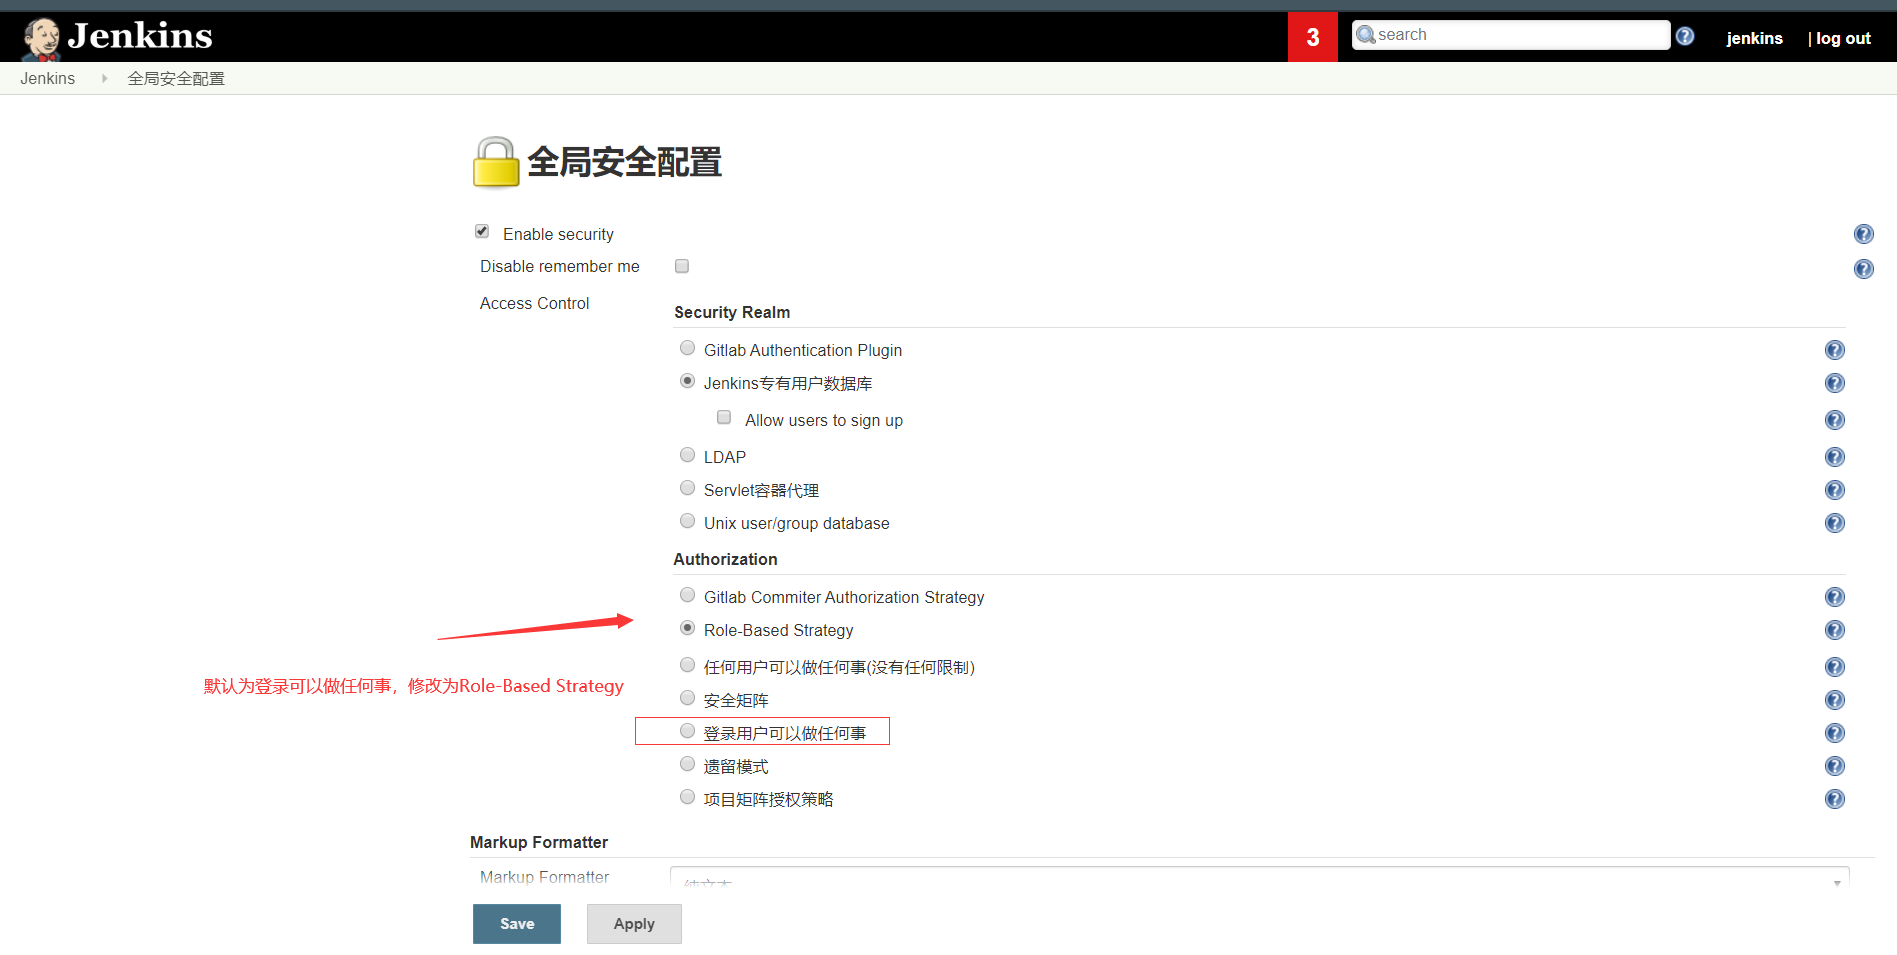 Jenkins
3
search
jenkins
| log out
Jenkins
全局安全配置
全局安全配置
Enable security
Disable remember me
Access Control
Security Realm
Gitlab Authentication Plugin
Jenkins专有用户数据库
Allow users to sign up
LDAP
Servlet容器代理
Unix user/group database
Authorization
Gitlab Commiter Authorization Strategy
Role-Based Strategy
任何用户可以做任何事(没有任何限制)
默认为登录可以做任何事，修改为Role-Based Strategy
安全矩阵
登录用户可以做任何事
遗留模式
项目矩阵授权策略
Markup Formatter
Markup Formatter
纯文本
Save
Apply